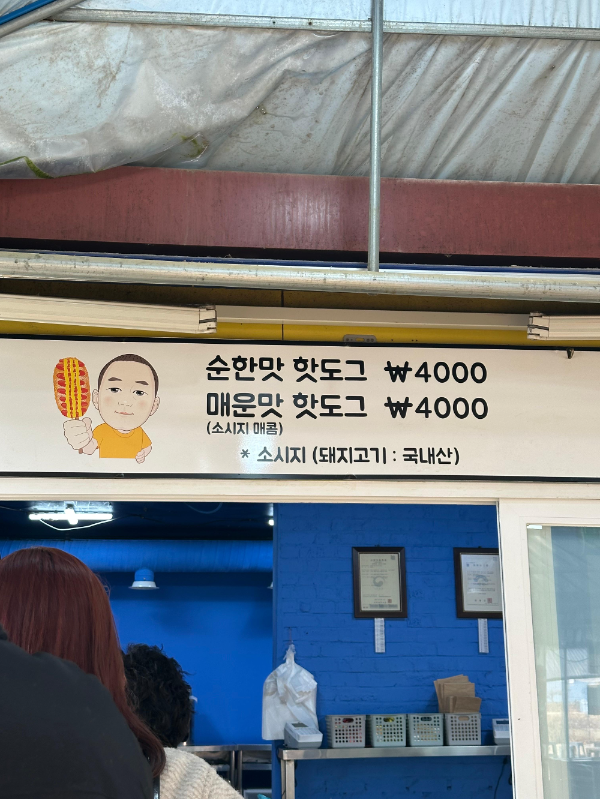 순한맛 핫도그 ₩4000
매운맛 핫도그 ₩4000
(소시지 매콤)
* 소시지 (돼지고기 : 국내산)